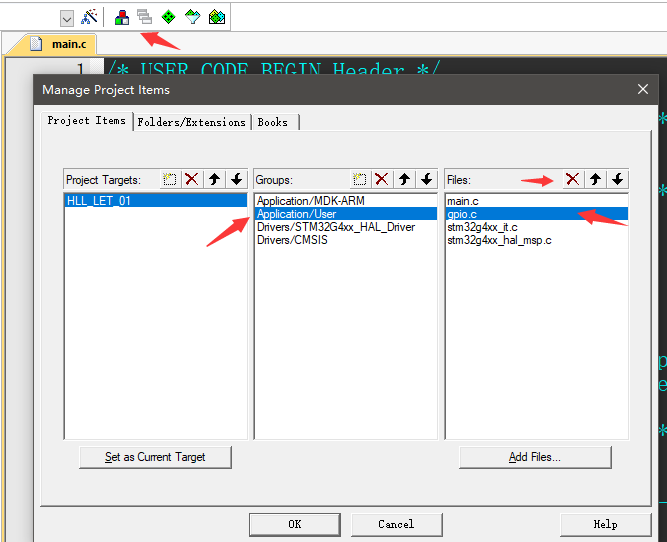 main.c
1
/* USER CODE BEGIN Header */
Manage Project Items
Project Items
Folders/Extensions
Books
Project Targets:
Groups:
Files:
HLL_LET_01
Application/MDK-ARM
Application/User
Drivers/STM32G4xx_HAL_Driver
Drivers/CMSIS
main.c
gpio.c
stm32g4xx_it.c
stm32g4xx_hal_msp.c
Set as Current Target
Add Files...
OK
Cancel
Help